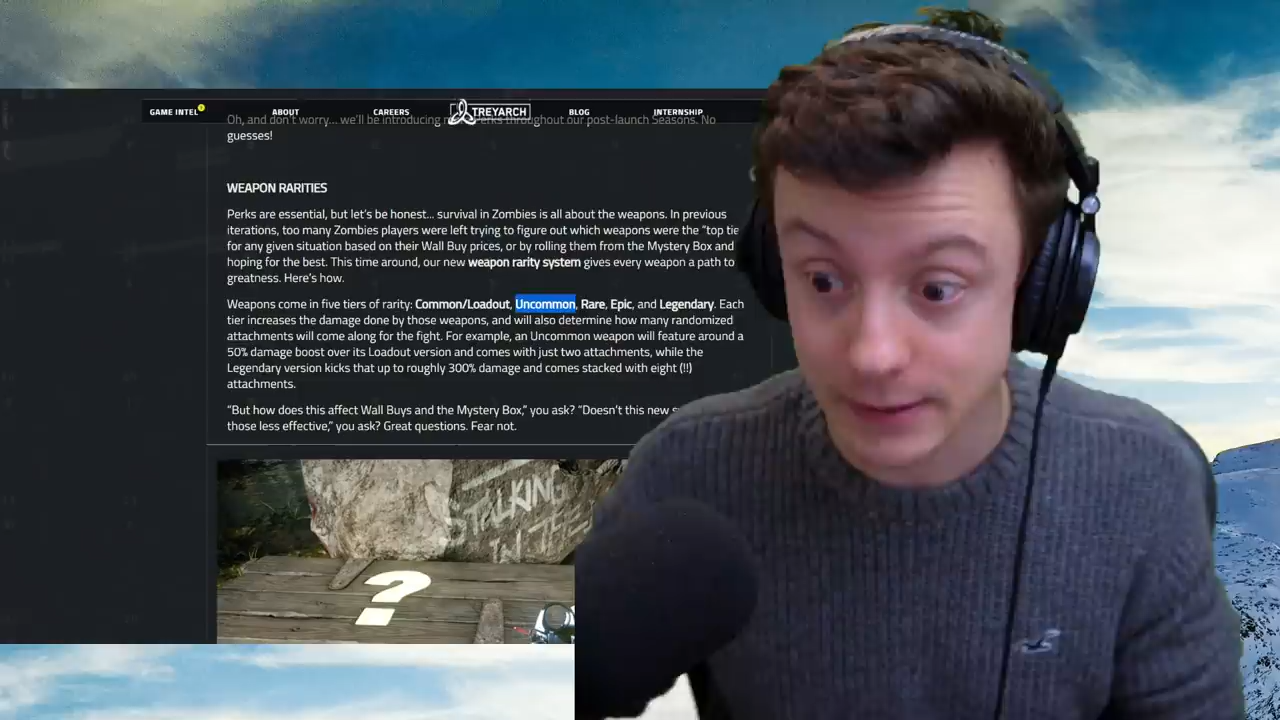 GAME INTEL 1 ABOUT CAREERS TREYARCH BLOG INTERNSHIP
Oh, and don't worry... we'll be introducing throughout our post-launch Seasons. No
guesses!
WEAPON RARITIES
Perks are essential, but let's be honest... survival in Zombies is all about the weapons. In previous
iterations, too many Zombies players were left trying to figure out which weapons were the "top tie
for any given situation based on their Wall Buy prices, or by rolling them from the Mystery Box and
hoping for the best. This time around, our new weapon rarity system gives every weapon a path to
greatness. Here's how.
Weapons come in five tiers of rarity: Common/Loadout, Uncommon, Rare, Epic, and Legendary. Each
tier increases the damage done by those weapons, and will also determine how many randomized
attachments will come along for the fight. For example, an Uncommon weapon will feature around a
50% damage boost over its Loadout version and comes with just two attachments, while the
Legendary version kicks that up to roughly 300% damage and comes stacked with eight (!!)
attachments.
"But how does this affect Wall Buys and the Mystery Box," you ask? "Doesn't this new
those less effective," you ask? Great questions. Fear not.
STALKING
IN THE
?